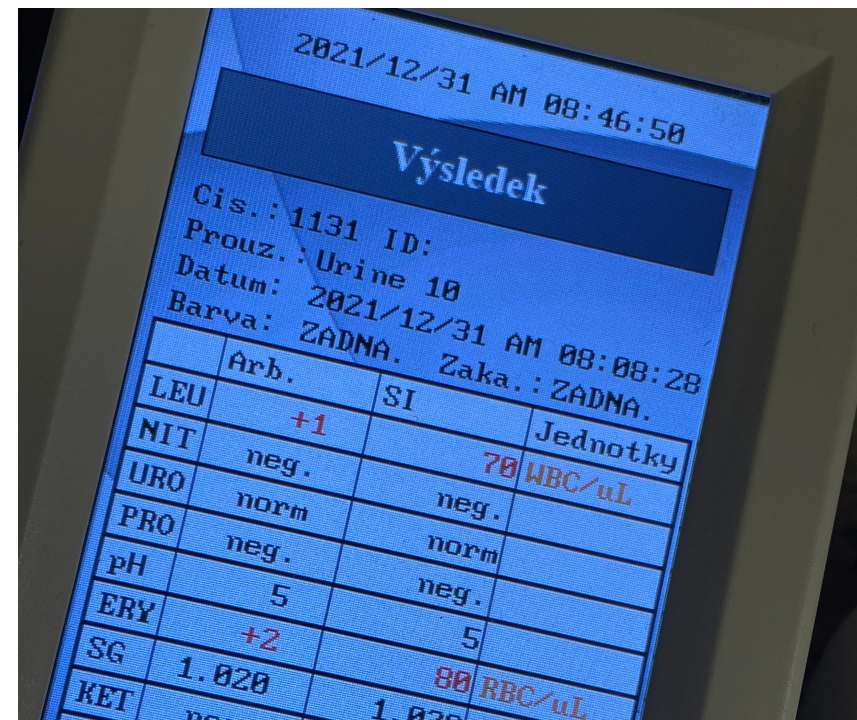 2021/12/31 AM 08:46:50
Výsledek
Cis.: 1131 ID:
Prouz.: Urine 10
Datum: 2021/12/31 AM 08:08:28
Barva: ZADNA. Zaka.: ZADNA.
Arb. SI Jednotky
LEU +1 70 WBC/uL
NIT neg. neg.
URO norm norm
PRO neg. neg.
pH 5 5
ERY +2 80 RBC/uL
SG 1.020 1.020
KET